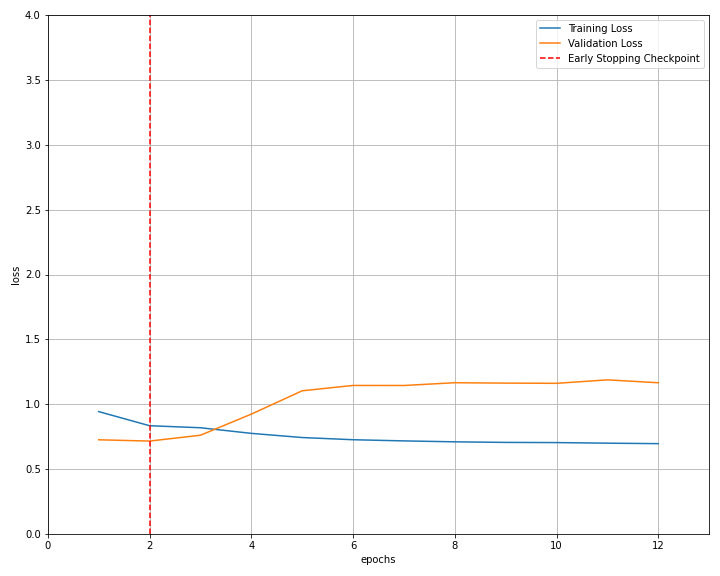 4.0
3.5
3.0
2.5
2.0
1.5
1.0
0.5
0.0
loss
0 2 4 6 8 10 12
epochs
Training Loss
Validation Loss
Early Stopping Checkpoint